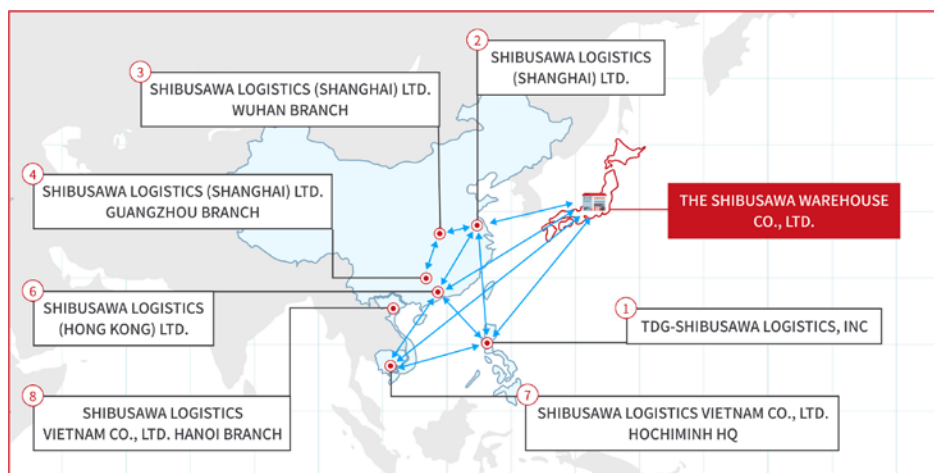 2
SHIBUSAWA LOGISTICS
(SHANGHAI) LTD.
3
SHIBUSAWA LOGISTICS (SHANGHAI) LTD.
WUHAN BRANCH
4
SHIBUSAWA LOGISTICS (SHANGHAI) LTD.
GUANGZHOU BRANCH
THE SHIBUSAWA WAREHOUSE
CO., LTD.
6
SHIBUSAWA LOGISTICS
(HONG KONG) LTD.
1
TDG-SHIBUSAWA LOGISTICS, INC
8
SHIBUSAWA LOGISTICS
VIETNAM CO., LTD. HANOI BRANCH
7
SHIBUSAWA LOGISTICS VIETNAM CO., LTD.
HOCHIMINH HQ